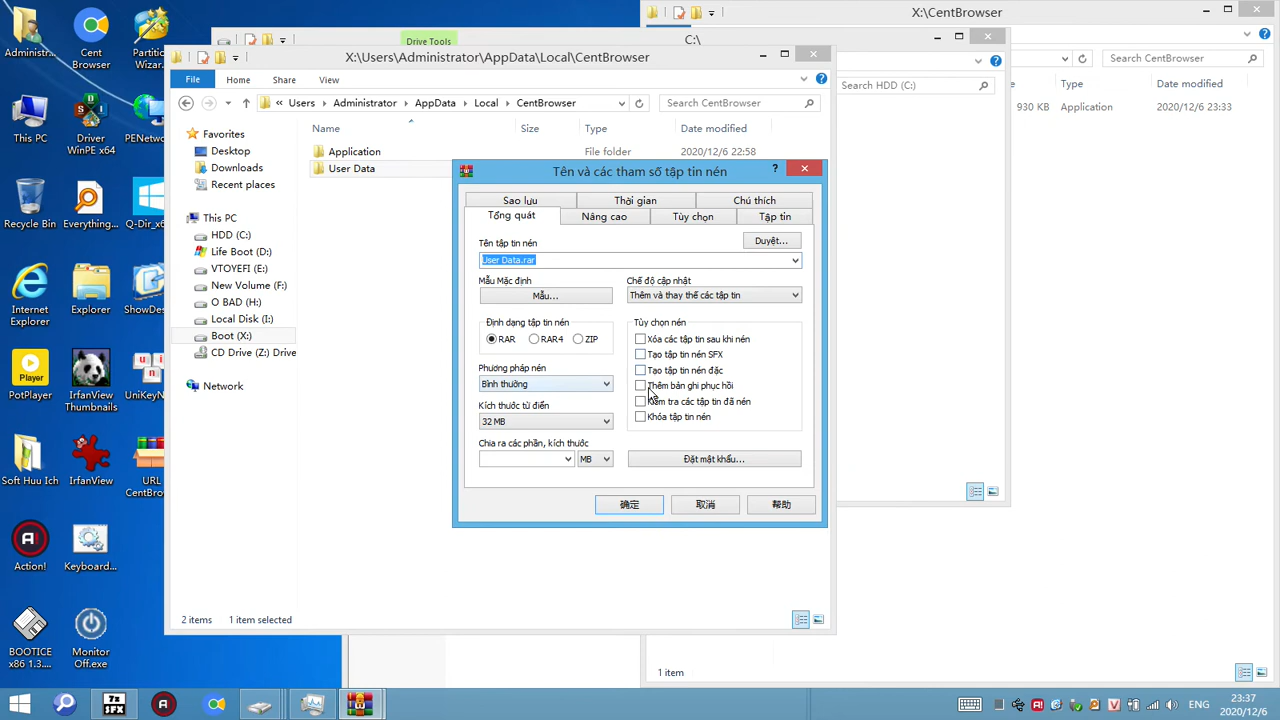 Administr...
Cent
Browser
Partition
Wizar...
This PC
Driver
WinPE x64
PENetwor
Recycle Bin
Everything...
Q-Dir_x6
Internet
Explorer
Explorer
ShowDes
PotPlayer
IrfanView
Thumbnails
UniKeyN
Soft Huu Ich
IrfanView
URL
CentBrow
Action!
Keyboard...
BOOTICE
x86 1.3....
Monitor
Off.exe
X:\CentBrowser
Search CentBrowser
Type
Date modified
930 KB
Application
2020/12/6 23:33
1 item
Drive Tools
C:\
Search HDD (C:)
X:\Users\Administrator\AppData\Local\CentBrowser
File
Home
Share
View
« Users
Administrator
AppData
Local
CentBrowser
Search CentBrowser
Favorites
Desktop
Downloads
Recent places
This PC
HDD (C:)
Life Boot (D:)
VTOYEFI (E:)
New Volume (F:)
O BAD (H:)
Local Disk (I:)
Boot (X:)
CD Drive (Z:) Drive
Network
Name
Size
Type
Date modified
Application
File folder
2020/12/6 22:58
User Data
2 items
1 item selected
Tên và các tham số tập tin nén
?
Sao lưu
Thời gian
Chú thích
Tổng quát
Nâng cao
Tùy chọn
Tập tin
Tên tập tin nén
Duyệt...
User Data.rar
Mẫu Mặc định
Mẫu...
Chế độ cập nhật
Thêm và thay thế các tập tin
Định dạng tập tin nén
RAR
RAR4
ZIP
Tùy chọn nén
Xóa các tập tin sau khi nén
Tạo tập tin nén SFX
Tạo tập tin nén đặc
Thêm bản ghi phục hồi
Kiểm tra các tập tin đã nén
Khóa tập tin nén
Phương pháp nén
Bình thường
Kích thước từ điển
32 MB
Chia ra các phần, kích thước
MB
Đặt mật khẩu...
确定
取消
帮助
7z
SFX
ENG
23:37
2020/12/6